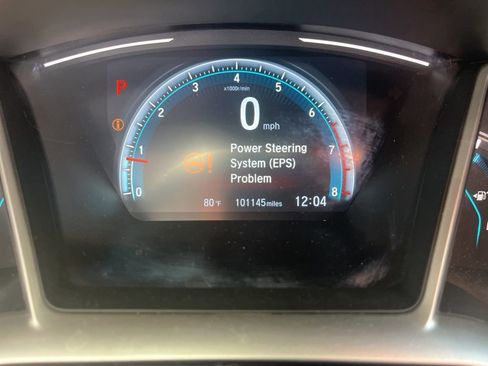 4
3 5
x1000r/min
P
2 0 6
mph
1 Power Steering 7
System (EPS)
0 Problem 8
80°F 101145miles 12:04